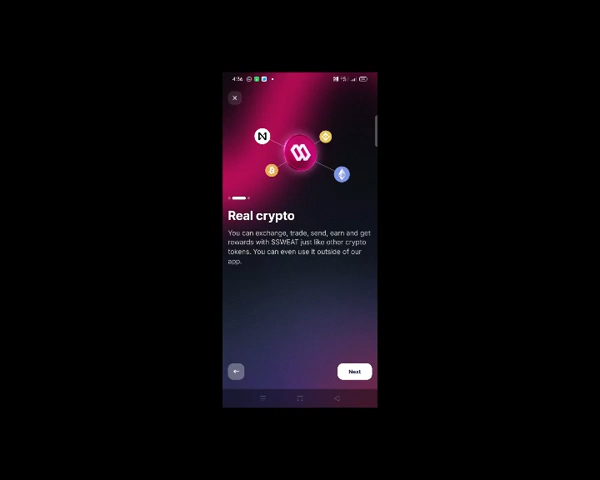 4:56
Real crypto
You can exchange, trade, send, earn and get
rewards with $SWEAT just like other crypto
tokens. You can even use it outside of our
app.
Next